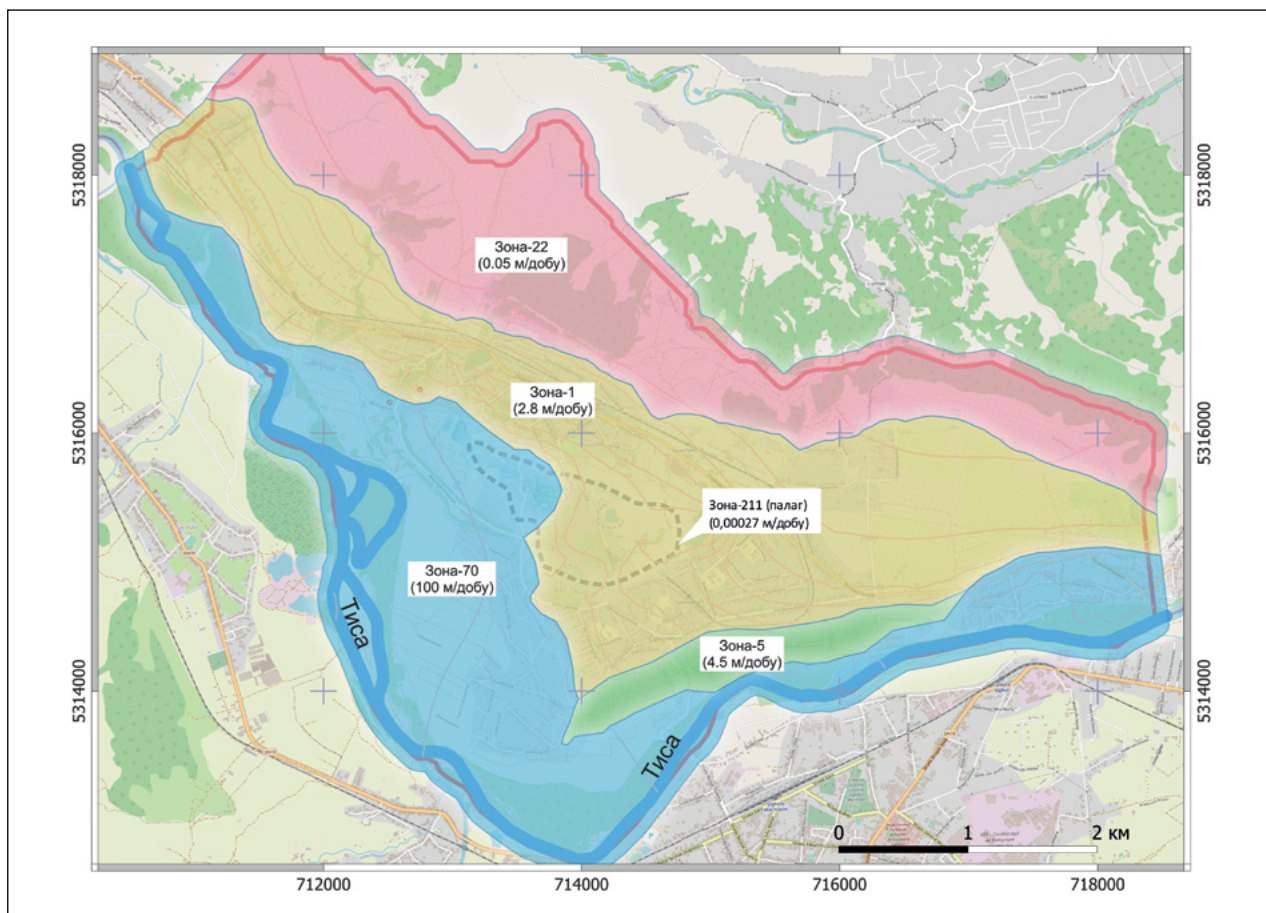 5318000
5318000
Зона-22
(0.05 м/добу)
Зона-1
(2.8 м/добу)
5316000
5316000
Зона-211 (палаг)
(0,00027 м/добу)
Зона-70
(100 м/добу)
Тиса
Зона-5
(4.5 м/добу)
5314000
5314000
Тиса
0 1 2 км
712000 714000 716000 718000